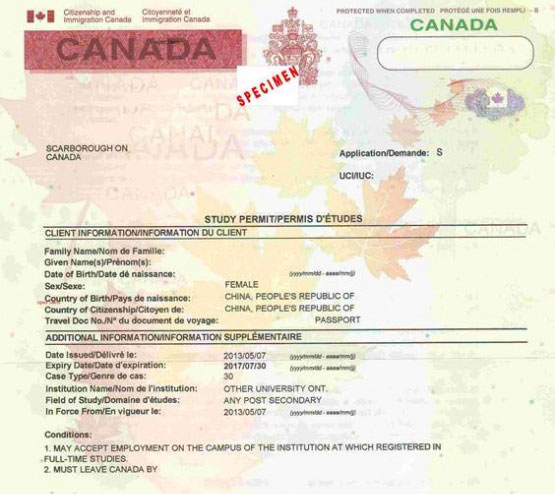 Citizenship and Citoyenneté et
Immigration Canada Immigration Canada
PROTECTED WHEN COMPLETED PROTÉGÉ UNE FOIS REMPLI - B
CANADA
CANADA
SPECIMEN
SCARBOROUGH ON
CANADA
Application/Demande: S
UCI/IUC:
STUDY PERMIT/PERMIS D'ÉTUDES
CLIENT INFORMATION/INFORMATION DU CLIENT
Family Name/Nom de Famille:
Given Name(s)/Prénom(s):
Date of Birth/Date dé naissance: (yyyy/mm/dd - aaaa/mm/jj)
Sex/Sexe: FEMALE
Country of Birth/Pays de naissance: CHINA, PEOPLE'S REPUBLIC OF
Country of Citizenship/Citoyen de: CHINA, PEOPLE'S REPUBLIC OF
Travel Doc No./N° du document de voyage: PASSPORT
ADDITIONAL INFORMATION/INFORMATION SUPPLÉMENTAIRE
Date Issued/Délivré le: 2013/05/07 (yyyy/mm/dd - aaaa/mm/jj)
Expiry Date/Date d'expiration: 2017/07/30 (yyyy/mm/dd - aaaa/mm/jj)
Case Type/Genre de cas: 30
Institution Name/Nom de l'institution: OTHER UNIVERSITY ONT.
Field of Study/Domaine d'études: ANY POST SECONDARY
In Force From/En vigueur le: 2013/05/07 (yyyy/mm/dd - aaaa/mm/jj)
Conditions:
1. MAY ACCEPT EMPLOYMENT ON THE CAMPUS OF THE INSTITUTION AT WHICH REGISTERED IN
FULL-TIME STUDIES.
2. MUST LEAVE CANADA BY